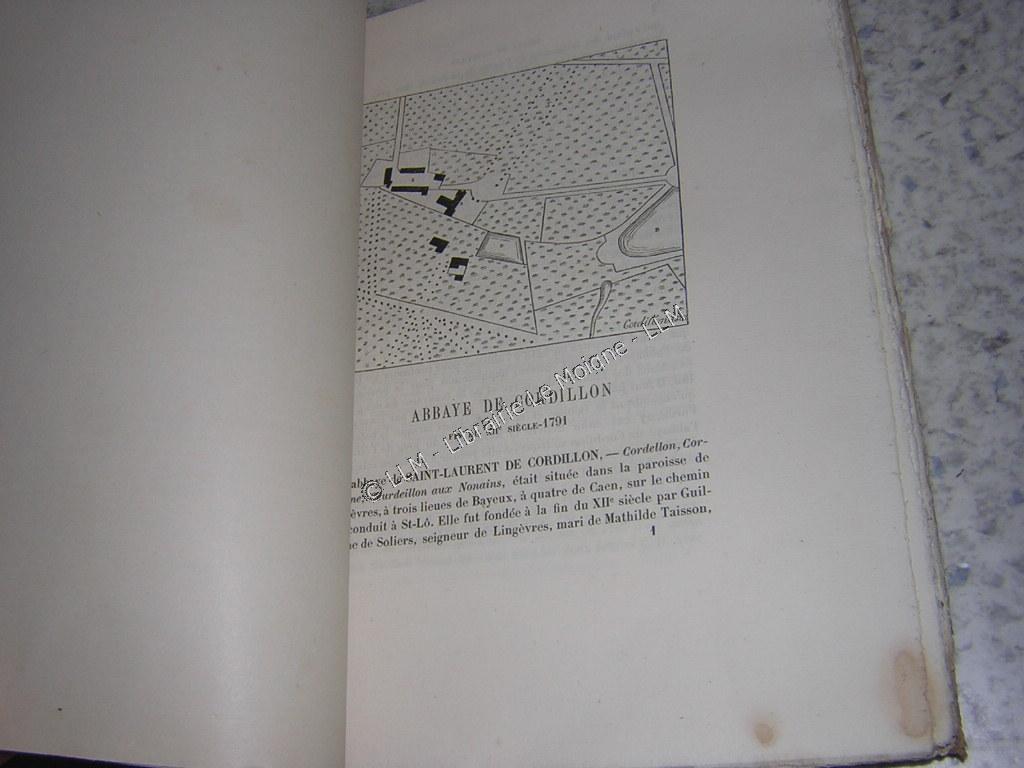 ABBAYE DE CORDILLON
XIIe SIÈCLE-1791
SAINT-LAURENT DE CORDILLON. — Cordellon, Cor-
Cordeillon aux Nonains, était située dans la paroisse de
èvres, à trois lieues de Bayeux, à quatre de Caen, sur le chemin
conduit à St-Lô. Elle fut fondée à la fin du XIIe siècle par Guil-
e de Soliers, seigneur de Lingèvres, mari de Mathilde Taisson,
1
© LLM - Librairie Le Moigne - LLM